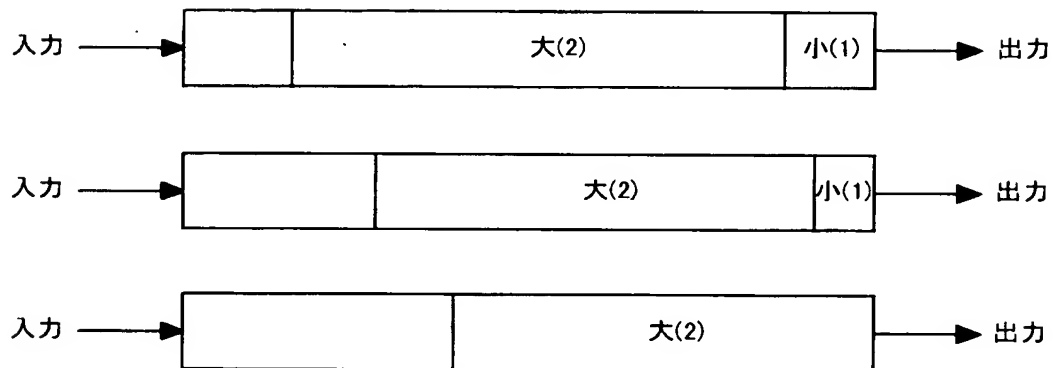 入力 大(2) 小(1) 出力
入力 大(2) 小(1) 出力
入力 大(2) 出力